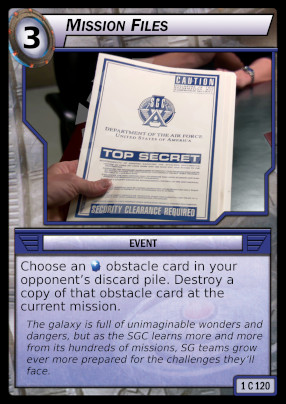 3
MISSION FILES
CAUTION
SGC
DEPARTMENT OF THE AIR FORCE
UNITED STATES OF AMERICA
TOP SECRET
SECURITY CLEARANCE REQUIRED
EVENT
Choose an obstacle card in your
opponent's discard pile. Destroy a
copy of that obstacle card at the
current mission.
The galaxy is full of unimaginable wonders and
dangers, but as the SGC learns more and more
from its hundreds of missions, SG teams grow
ever more prepared for the challenges they'll
face.
1 C 120